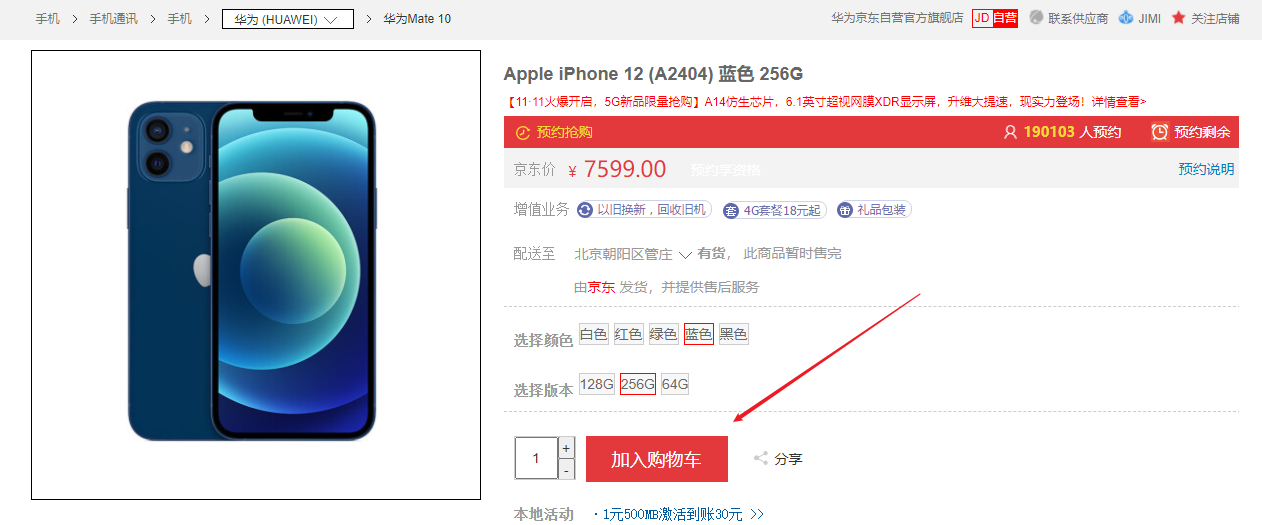 手机 > 手机通讯 > 手机 > 华为 (HUAWEI) > 华为Mate 10 华为京东自营官方旗舰店 JD 自营 联系供应商 JIMI 关注店铺
Apple iPhone 12 (A2404) 蓝色 256G
【11·11火爆开启，5G新品限量抢购】A14仿生芯片，6.1英寸超视网膜XDR显示屏，升维大提速，现实力登场！详情查看>
预约抢购 190103 人预约 预约剩余
京东价 ￥ 7599.00 预约享资格 预约说明
增值业务 以旧换新，回收旧机 套 4G套餐18元起 礼品包装
配送至 北京朝阳区管庄 有货， 此商品暂时售完
由京东 发货，并提供售后服务
选择颜色 白色 红色 绿色 蓝色 黑色
选择版本 128G 256G 64G
1 + - 加入购物车 分享
本地活动 · 1元500MB激活到账30元 >>